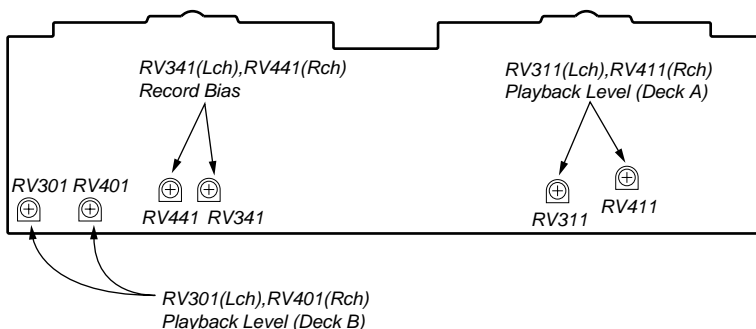 RV341(Lch),RV441(Rch)
Record Bias
RV311(Lch),RV411(Rch)
Playback Level (Deck A)
RV301 RV401
RV441 RV341
RV311
RV411
RV301(Lch),RV401(Rch)
Playback Level (Deck B)